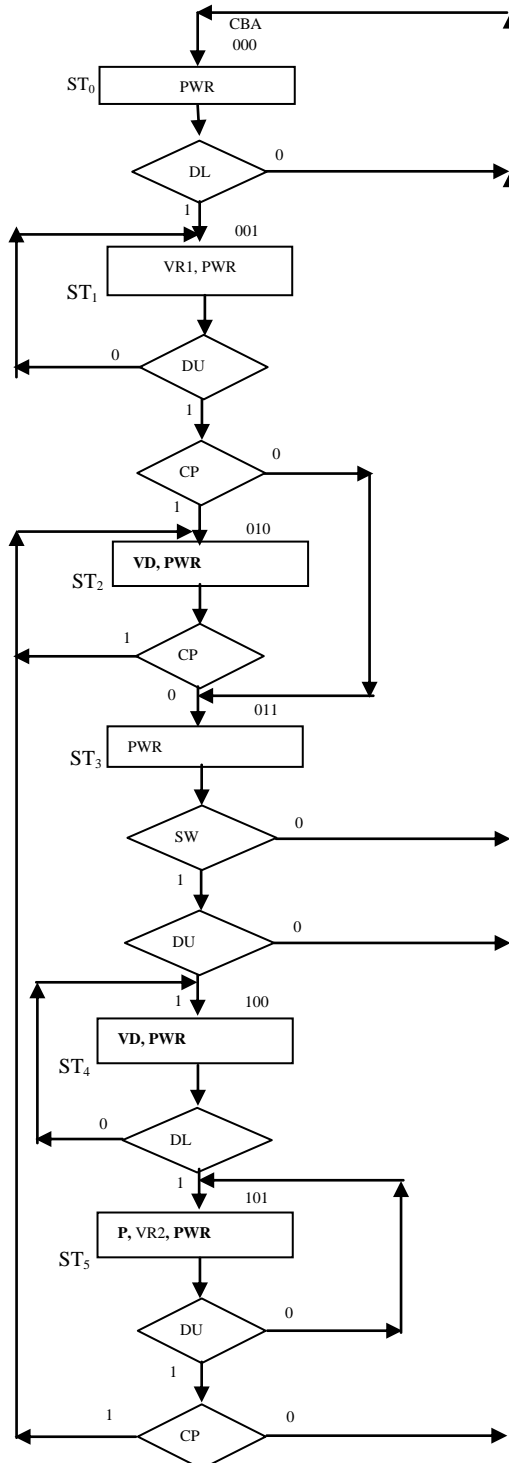 CBA
000
ST₀
PWR
DL
0
1
001
VR1, PWR
ST₁
0
DU
1
CP
0
1
010
VD, PWR
ST₂
1
CP
0
011
PWR
ST₃
SW
0
1
DU
0
1
100
VD, PWR
ST₄
0
DL
1
101
P, VR2, PWR
ST₅
DU
0
1
1
CP
0